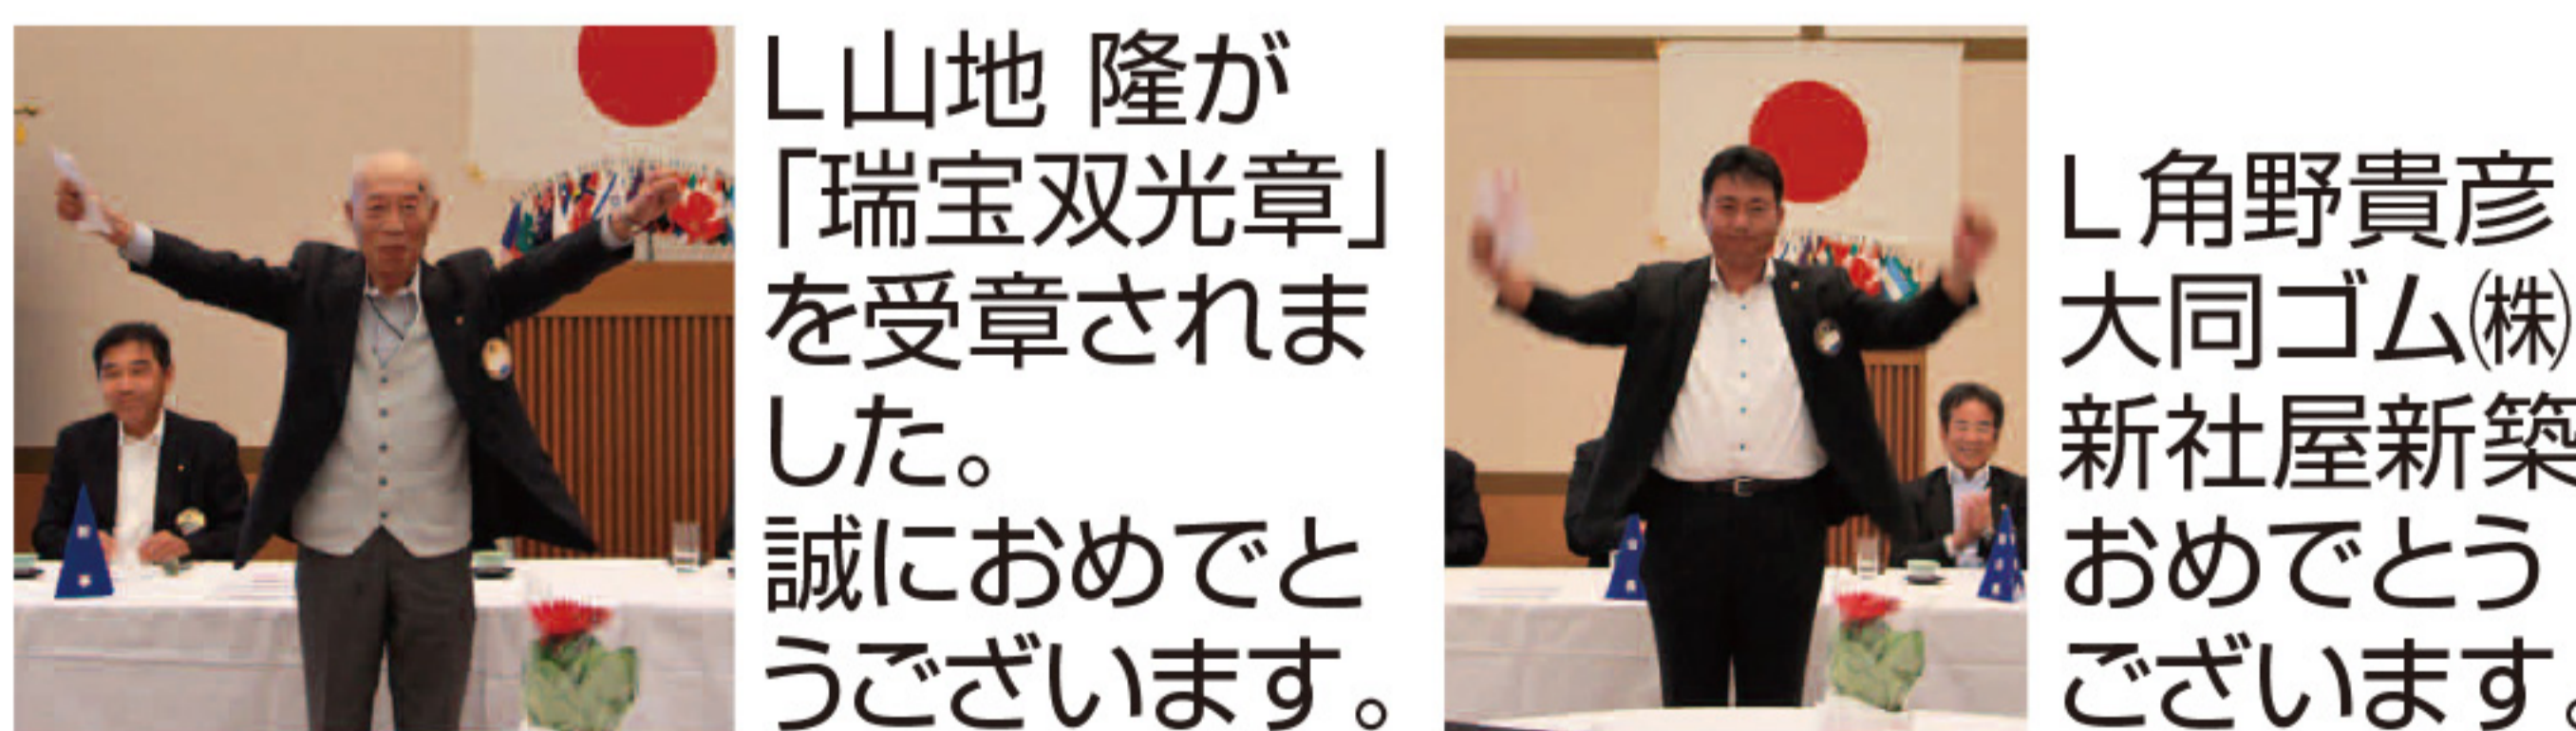 L山地 隆が
「瑞宝双光章」
を受章されま
した。
誠におめでと
うございます。
L角野貴彦
大同ゴム㈱
新社屋新築
おめでとう
ございます。